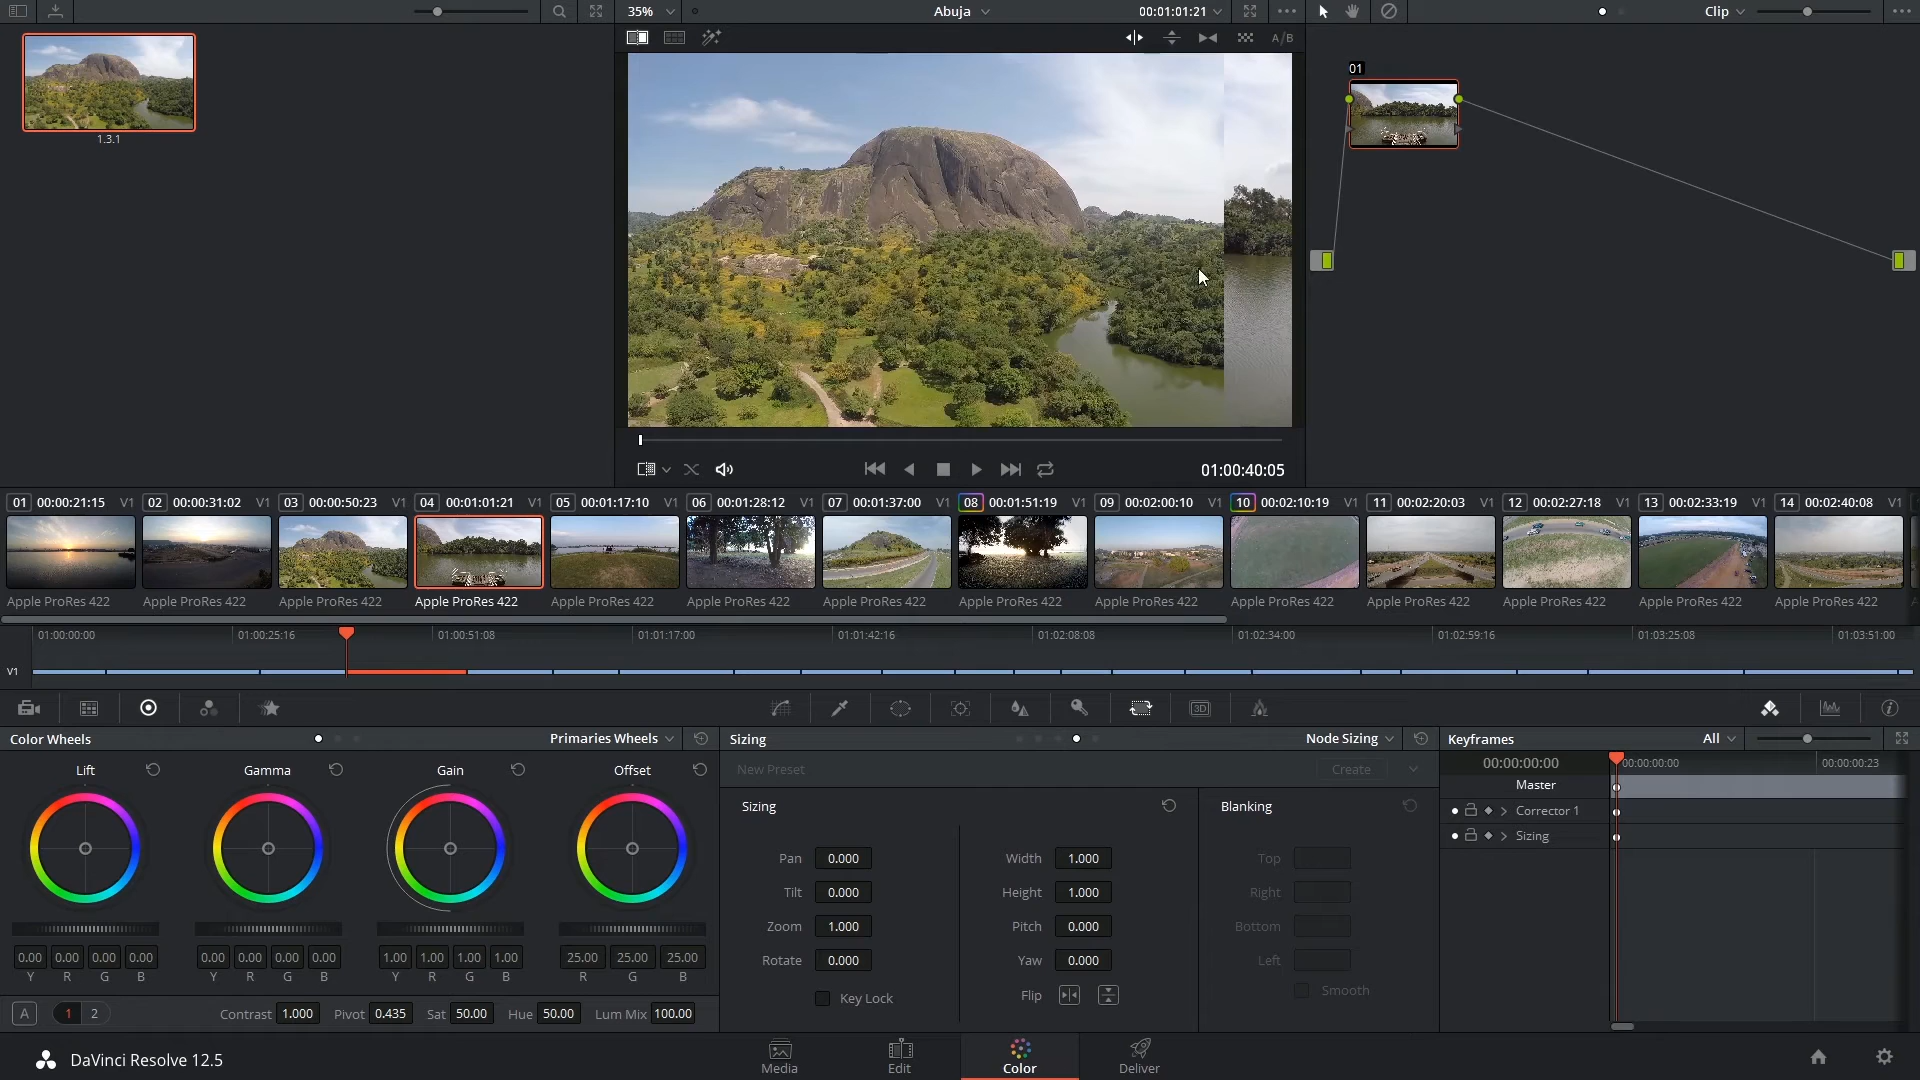 35%
Abuja
00:01:01:21
Clip
A/B
1.3.1
01
01:00:40:05
01 00:00:21:15 V1
02 00:00:31:02 V1
03 00:00:50:23 V1
04 00:01:01:21 V1
05 00:01:17:10 V1
06 00:01:28:12 V1
07 00:01:37:00 V1
08 00:01:51:19 V1
09 00:02:00:10 V1
10 00:02:10:19 V1
11 00:02:20:03 V1
12 00:02:27:18 V1
13 00:02:33:19 V1
14 00:02:40:08 V1
Apple ProRes 422
Apple ProRes 422
Apple ProRes 422
Apple ProRes 422
Apple ProRes 422
Apple ProRes 422
Apple ProRes 422
Apple ProRes 422
Apple ProRes 422
Apple ProRes 422
Apple ProRes 422
Apple ProRes 422
Apple ProRes 422
Apple ProRes 422
01:00:00:00
01:00:25:16
01:00:51:08
01:01:17:00
01:01:42:16
01:02:08:08
01:02:34:00
01:02:59:16
01:03:25:08
01:03:51:00
V1
3D
Color Wheels
Primaries Wheels
Lift
Gamma
Gain
Offset
0.00 0.00 0.00 0.00
Y R G B
0.00 0.00 0.00 0.00
Y R G B
1.00 1.00 1.00 1.00
Y R G B
25.00 25.00 25.00
R G B
A
1 2
Contrast 1.000
Pivot 0.435
Sat 50.00
Hue 50.00
Lum Mix 100.00
Sizing
Node Sizing
New Preset
Create
Sizing
Pan 0.000
Tilt 0.000
Zoom 1.000
Rotate 0.000
Key Lock
Width 1.000
Height 1.000
Pitch 0.000
Yaw 0.000
Flip
Blanking
Top
Right
Bottom
Left
Smooth
Keyframes
All
00:00:00:00
00:00:00:00
00:00:00:23
Master
Corrector 1
Sizing
DaVinci Resolve 12.5
Media
Edit
Color
Deliver